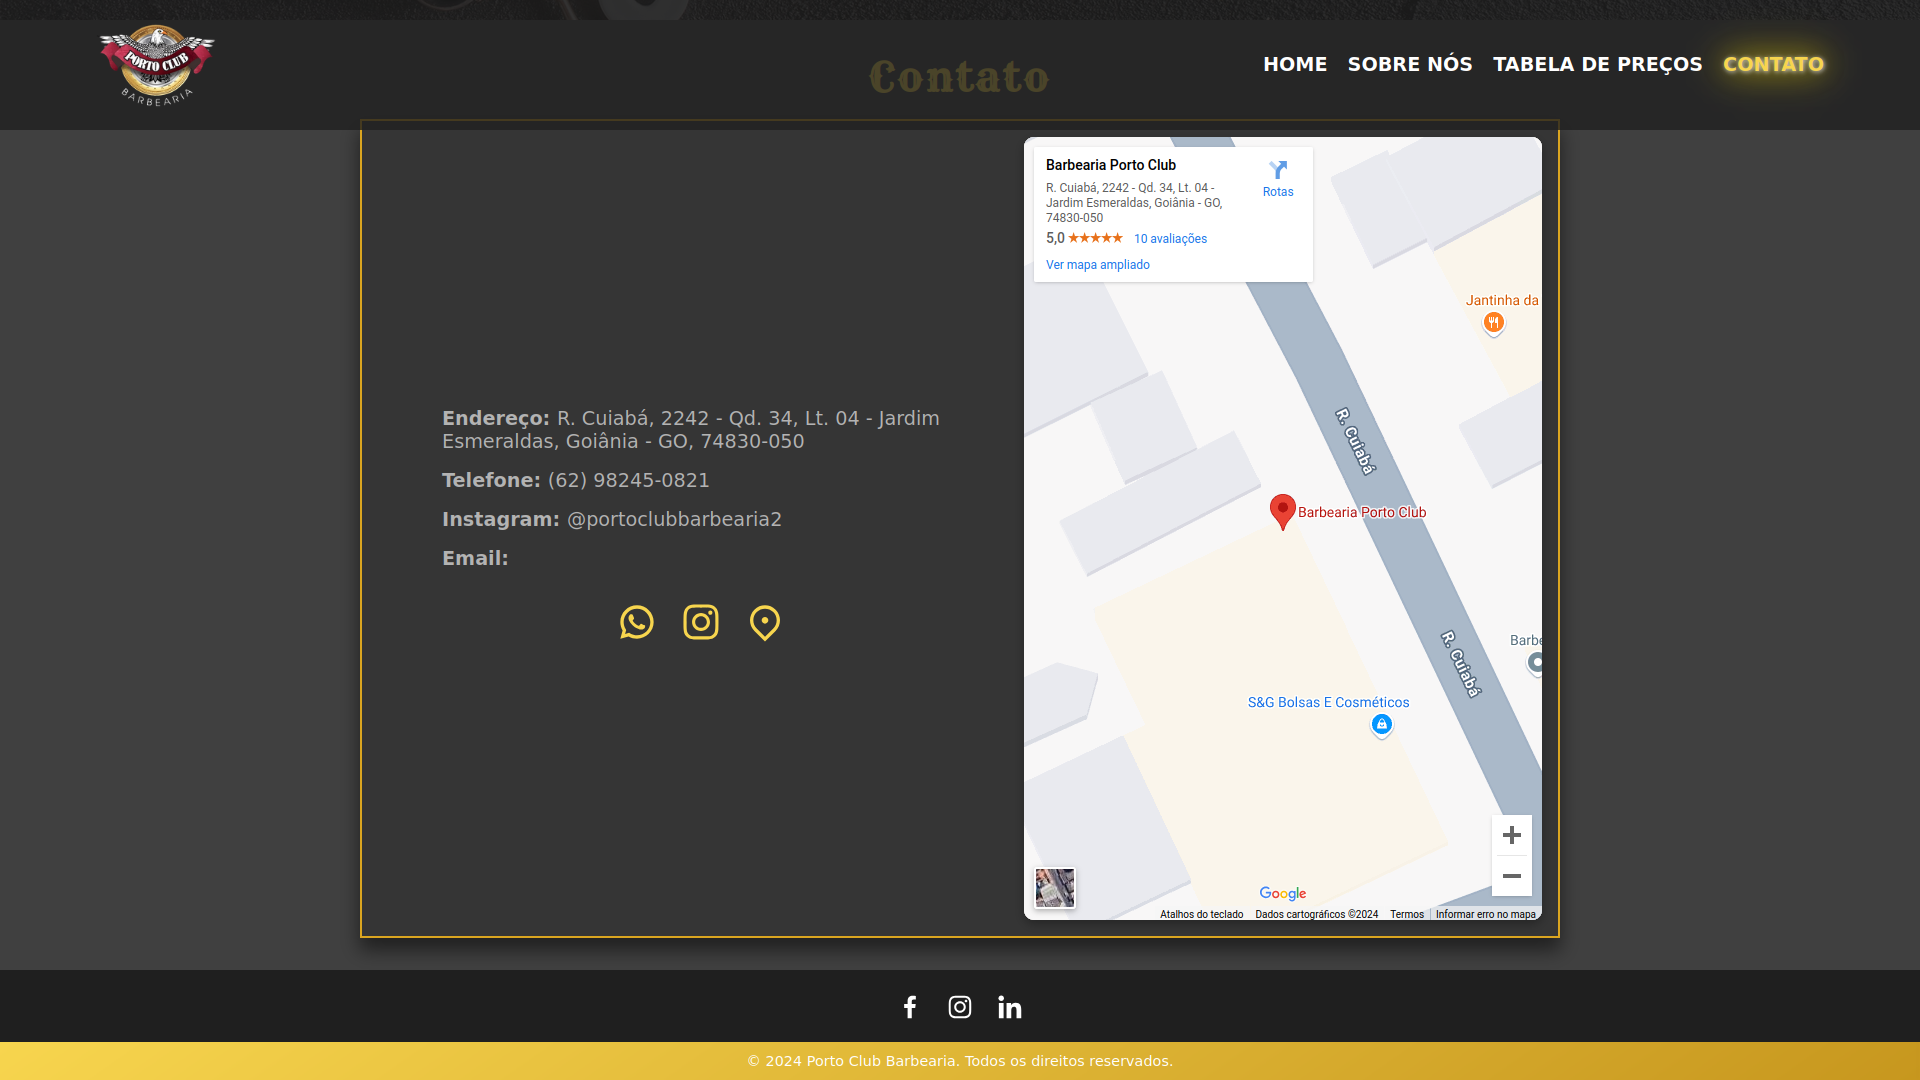 PORTO CLUB
BARBEARIA
Contato
HOME SOBRE NÓS TABELA DE PREÇOS CONTATO
Endereço: R. Cuiabá, 2242 - Qd. 34, Lt. 04 - Jardim
Esmeraldas, Goiânia - GO, 74830-050
Telefone: (62) 98245-0821
Instagram: @portoclubbarbearia2
Email:
Barbearia Porto Club
R. Cuiabá, 2242 - Qd. 34, Lt. 04 -
Jardim Esmeraldas, Goiânia - GO,
74830-050
5,0 ★★★★★ 10 avaliações
Ver mapa ampliado
Rotas
Jantinha da
R. Cuiabá
Barbearia Porto Club
Barbe
R. Cuiabá
S&G Bolsas E Cosméticos
Google
Atalhos do teclado Dados cartográficos ©2024 Termos Informar erro no mapa
© 2024 Porto Club Barbearia. Todos os direitos reservados.